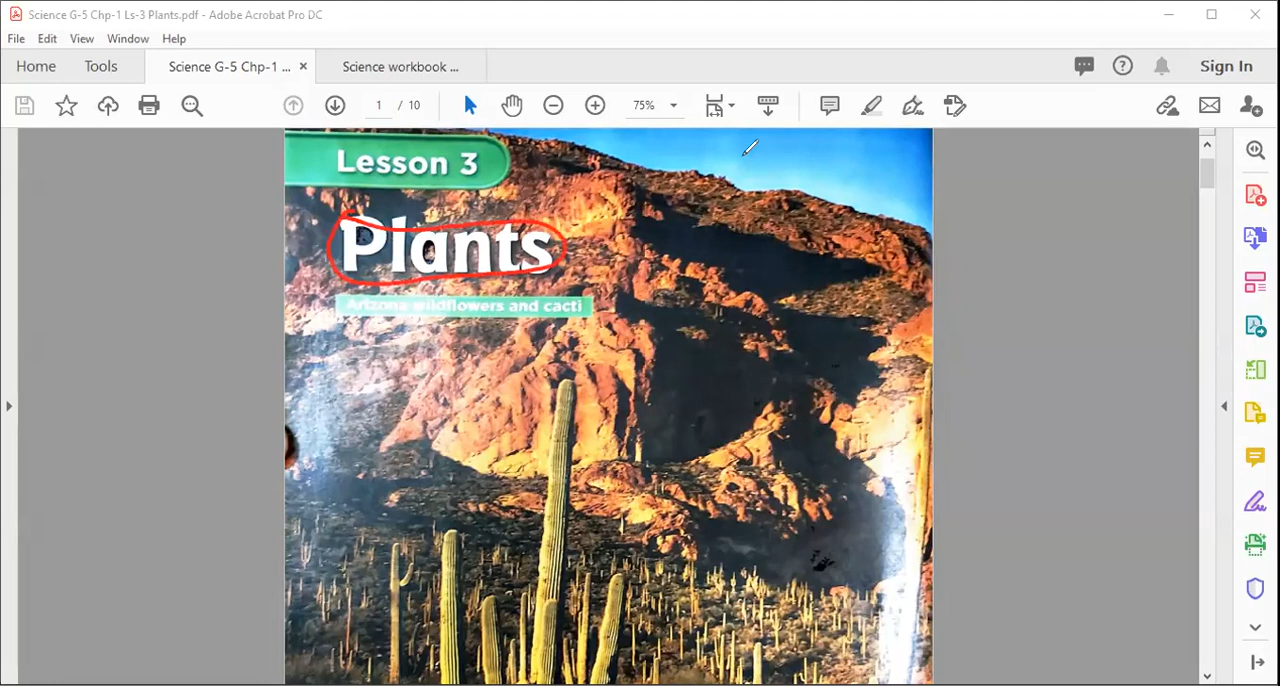 Science G-5 Chp-1 Ls-3 Plants.pdf - Adobe Acrobat Pro DC
File Edit View Window Help
Home Tools Science G-5 Chp-1 ... × Science workbook ... Sign In
1 / 10 75%
Lesson 3
Plants
Arizona wildflowers and cacti